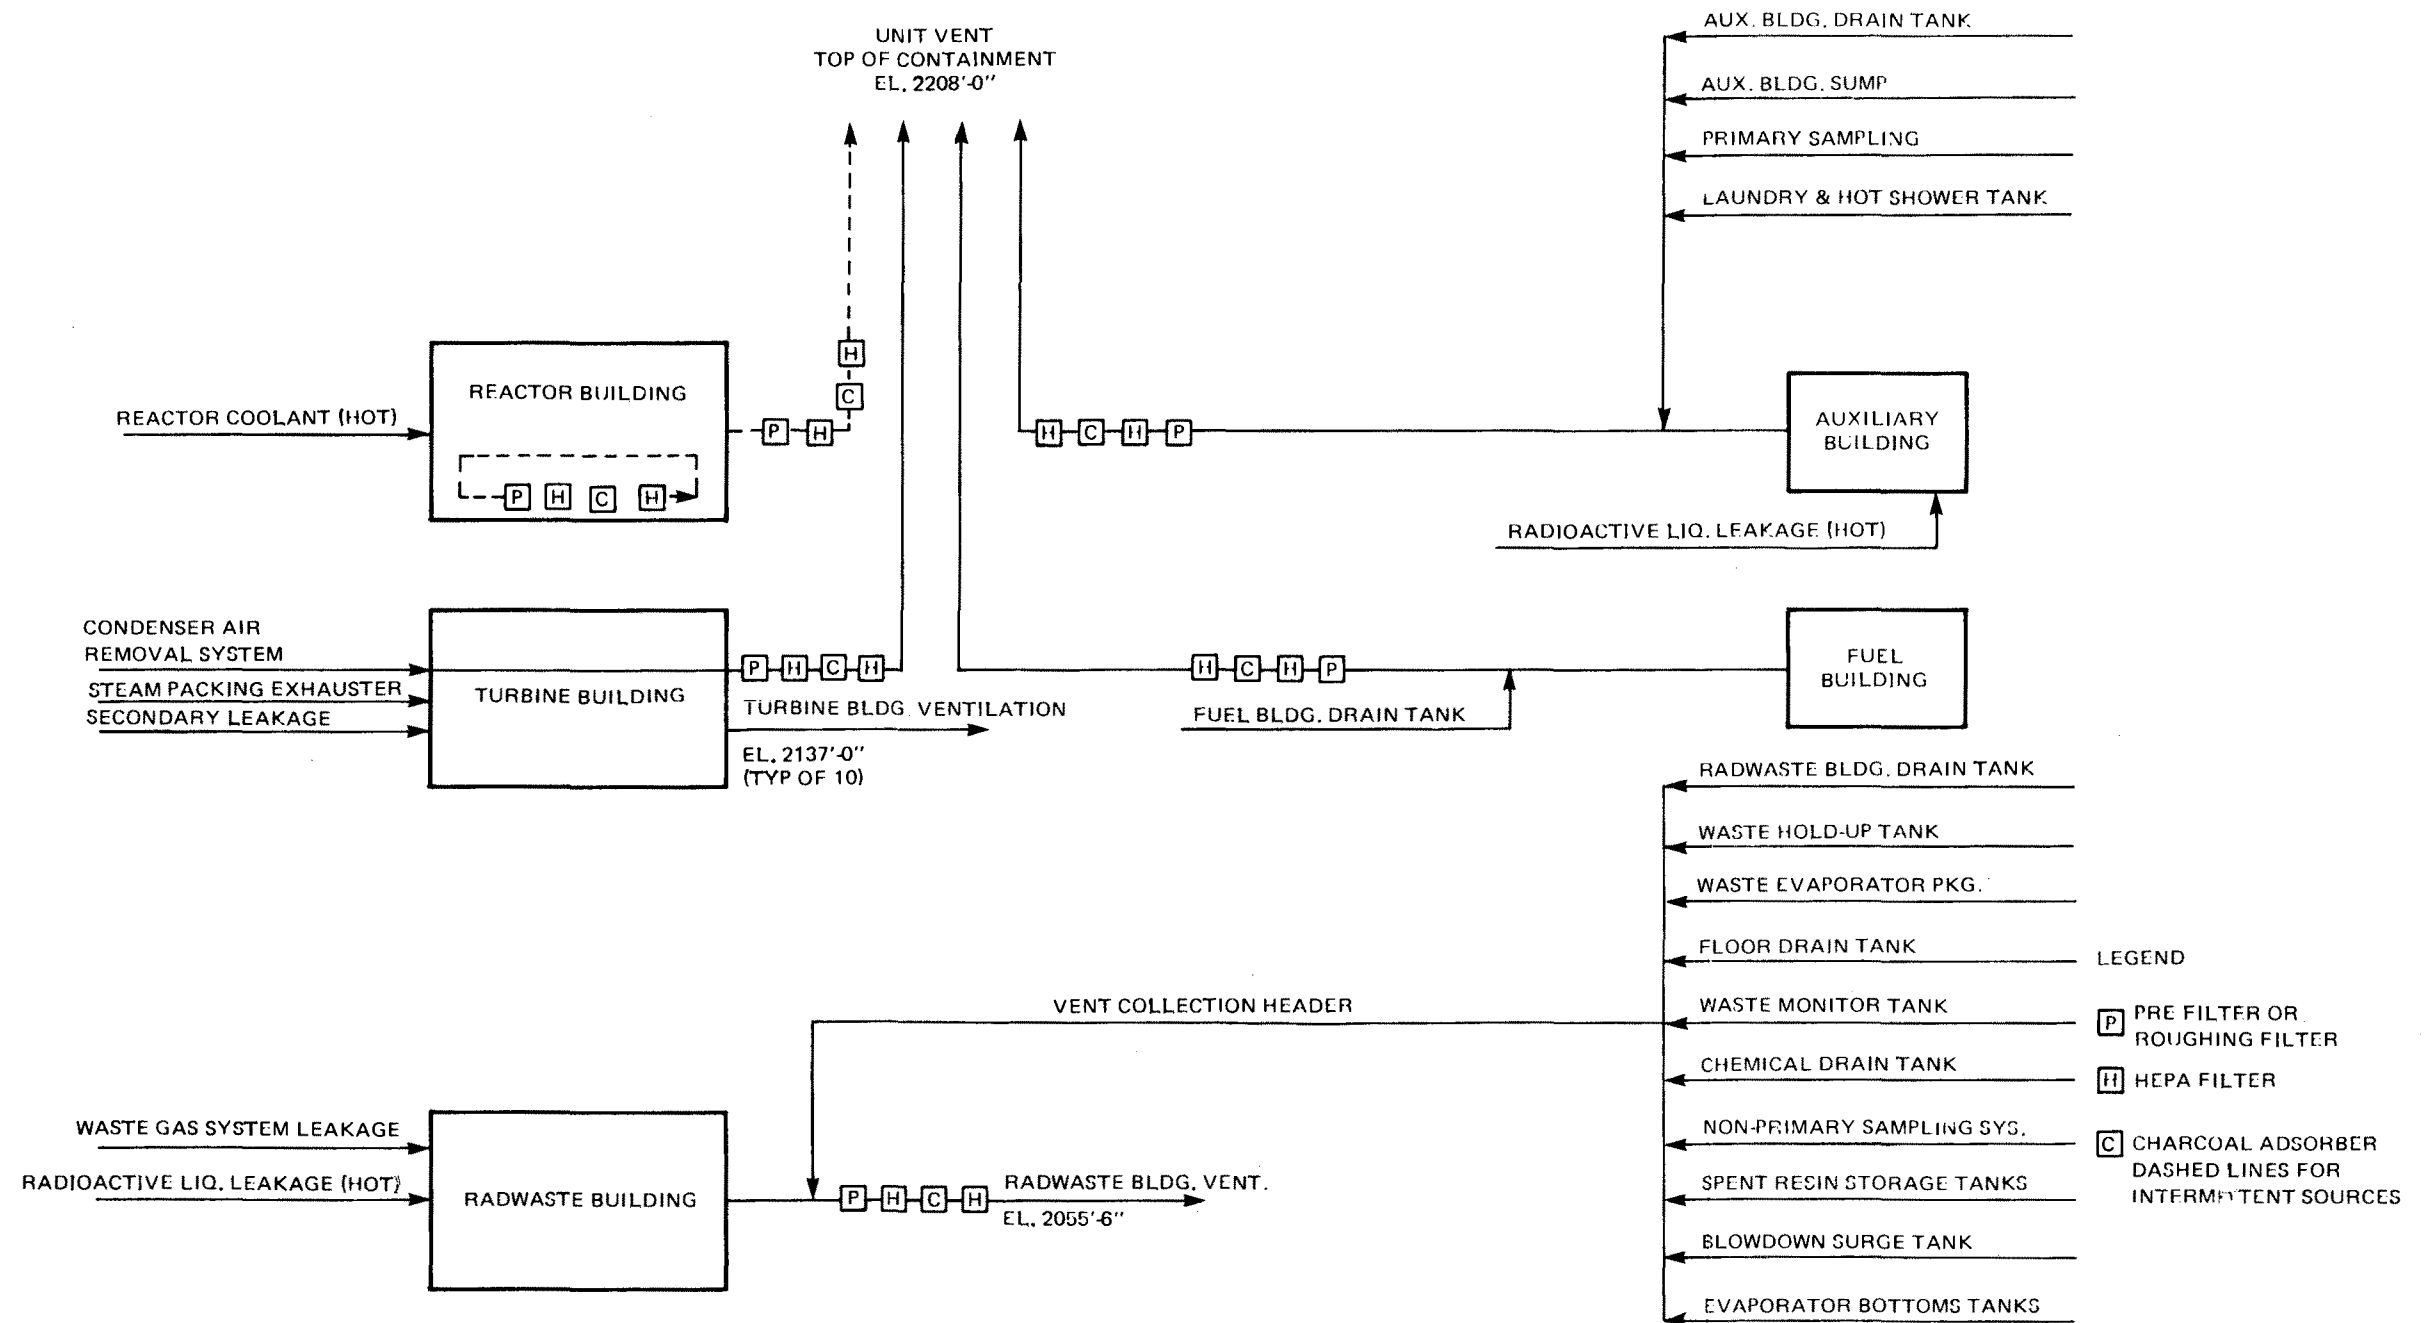 UNIT VENT
TOP OF CONTAINMENT
EL. 2208'-0"
AUX. BLDG. DRAIN TANK
AUX. BLDG. SUMP
PRIMARY SAMPLING
LAUNDRY & HOT SHOWER TANK
H
C
REACTOR BUILDING
REACTOR COOLANT (HOT)
P H
H C H P
AUXILIARY
BUILDING
P H C H
RADIOACTIVE LIQ. LEAKAGE (HOT)
CONDENSER AIR
REMOVAL SYSTEM
STEAM PACKING EXHAUSTER
SECONDARY LEAKAGE
TURBINE BUILDING
P H C H
TURBINE BLDG. VENTILATION
EL. 2137'-0"
(TYP OF 10)
H C H P
FUEL BLDG. DRAIN TANK
FUEL
BUILDING
RADWASTE BLDG. DRAIN TANK
WASTE HOLD-UP TANK
WASTE EVAPORATOR PKG.
FLOOR DRAIN TANK
WASTE MONITOR TANK
CHEMICAL DRAIN TANK
NON-PRIMARY SAMPLING SYS.
SPENT RESIN STORAGE TANKS
BLOWDOWN SURGE TANK
EVAPORATOR BOTTOMS TANKS
VENT COLLECTION HEADER
WASTE GAS SYSTEM LEAKAGE
RADIOACTIVE LIQ. LEAKAGE (HOT)
RADWASTE BUILDING
P H C H
RADWASTE BLDG. VENT.
EL. 2055'-6"
LEGEND
P PRE FILTER OR
ROUGHING FILTER
H HEPA FILTER
C CHARCOAL ADSORBER
DASHED LINES FOR
INTERMITTENT SOURCES